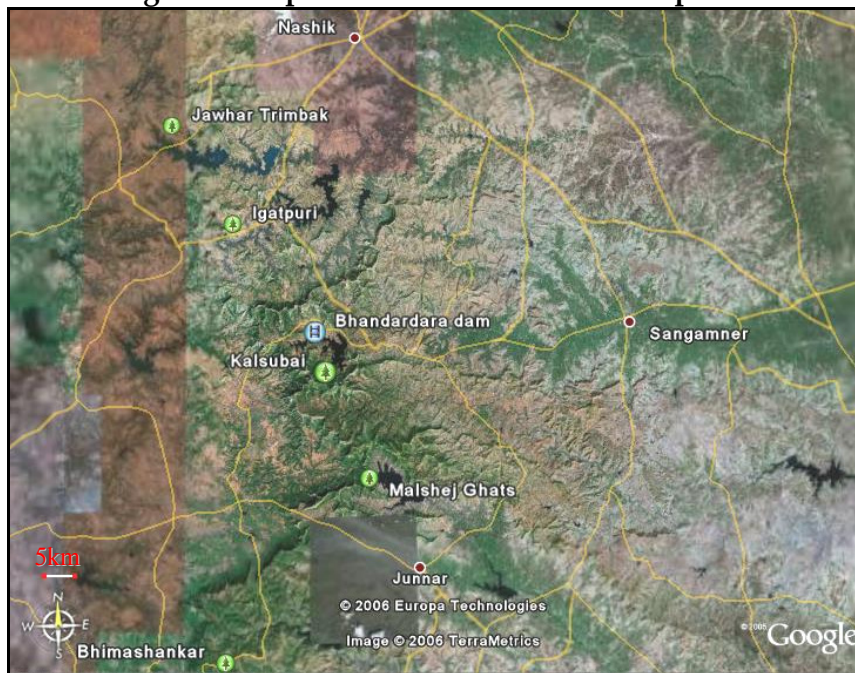 Nashik
Jawhar Trimbak
Igatpuri
Bhandardara dam
Sangamner
Kalsubai
Malshej Ghats
5km
Junnar
N
W E
S
© 2006 Europa Technologies
Image © 2006 TerraMetrics
© 2005 Google
Bhimashankar